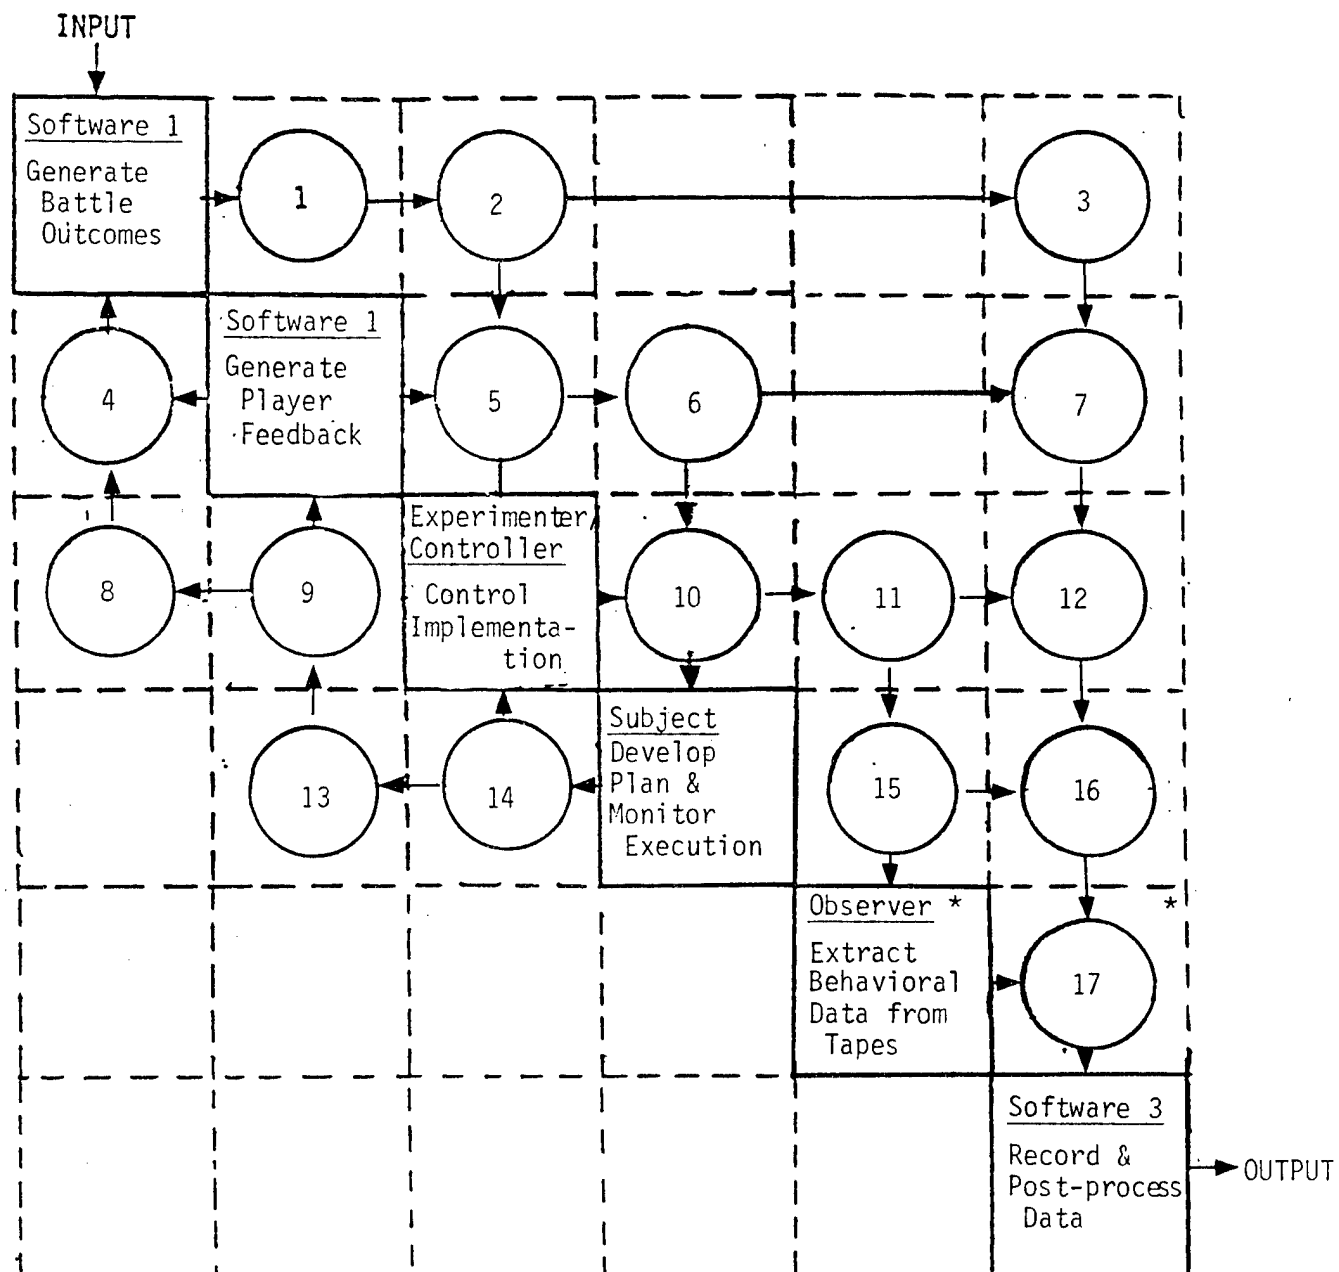 INPUT
Software 1
Generate
Battle
Outcomes
1
2
3
Software 1
Generate
Player
Feedback
4
5
6
7
Experimenter/
Controller
Control
Implementa-
tion
8
9
10
11
12
Subject
Develop
Plan &
Monitor
Execution
13
14
15
16
Observer *
Extract
Behavioral
Data from
Tapes
*
17
Software 3
Record &
Post-process
Data
OUTPUT